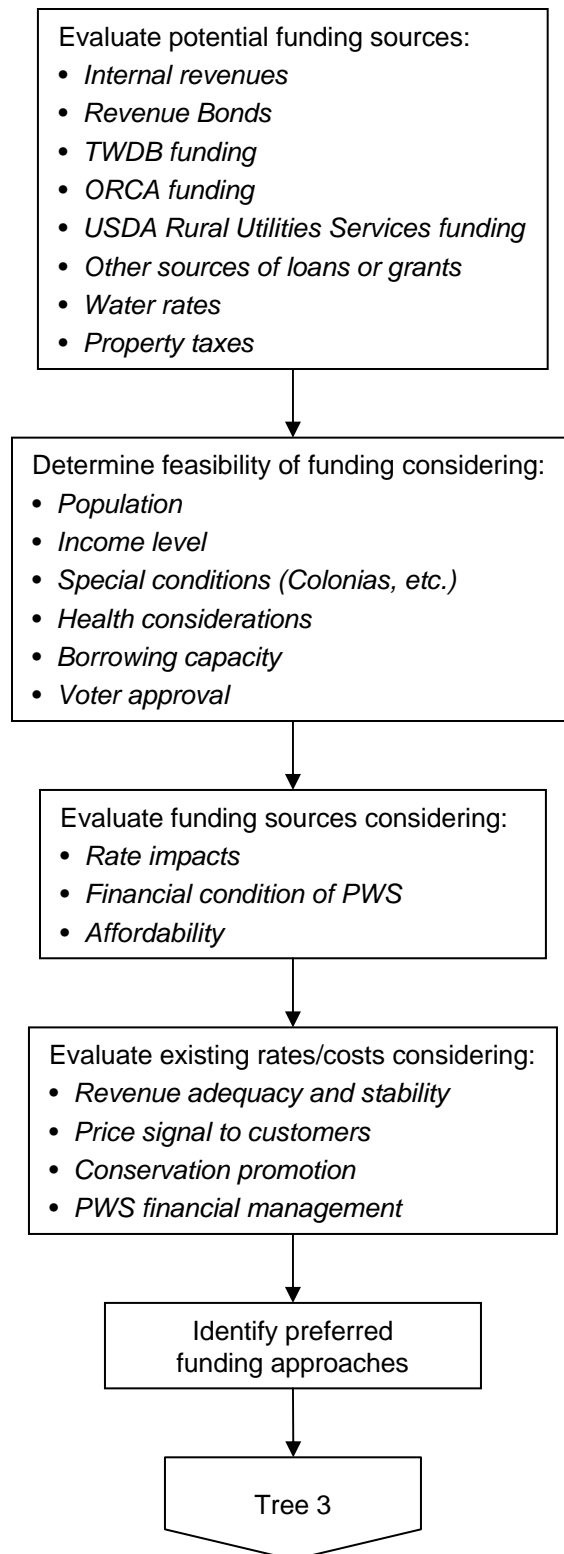 Evaluate potential funding sources:
• Internal revenues
• Revenue Bonds
• TWDB funding
• ORCA funding
• USDA Rural Utilities Services funding
• Other sources of loans or grants
• Water rates
• Property taxes
Determine feasibility of funding considering:
• Population
• Income level
• Special conditions (Colonias, etc.)
• Health considerations
• Borrowing capacity
• Voter approval
Evaluate funding sources considering:
• Rate impacts
• Financial condition of PWS
• Affordability
Evaluate existing rates/costs considering:
• Revenue adequacy and stability
• Price signal to customers
• Conservation promotion
• PWS financial management
Identify preferred
funding approaches
Tree 3